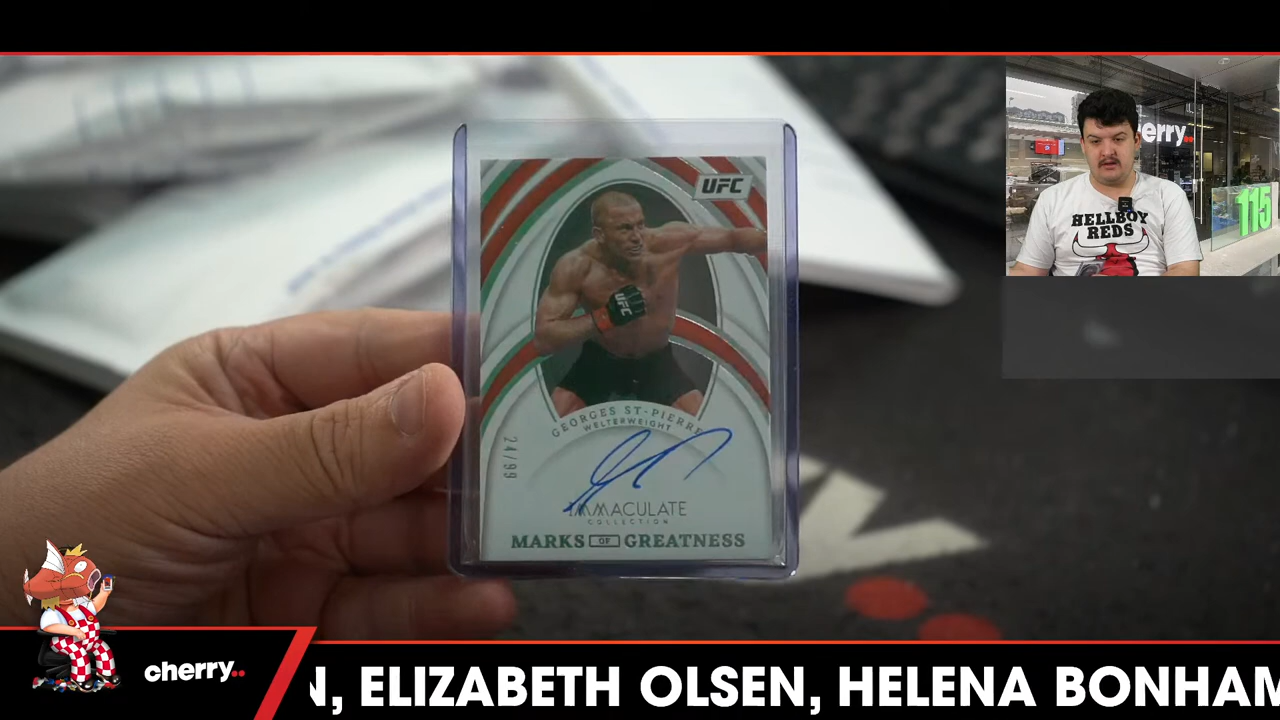 UFC
UFC
GEORGES ST-PIERRE
WELTERWEIGHT
24/99
IMMACULATE
COLLECTION
MARKS OF GREATNESS
erry..
115
HELLBOY
REDS
cherry..
N, ELIZABETH OLSEN, HELENA BONHAM